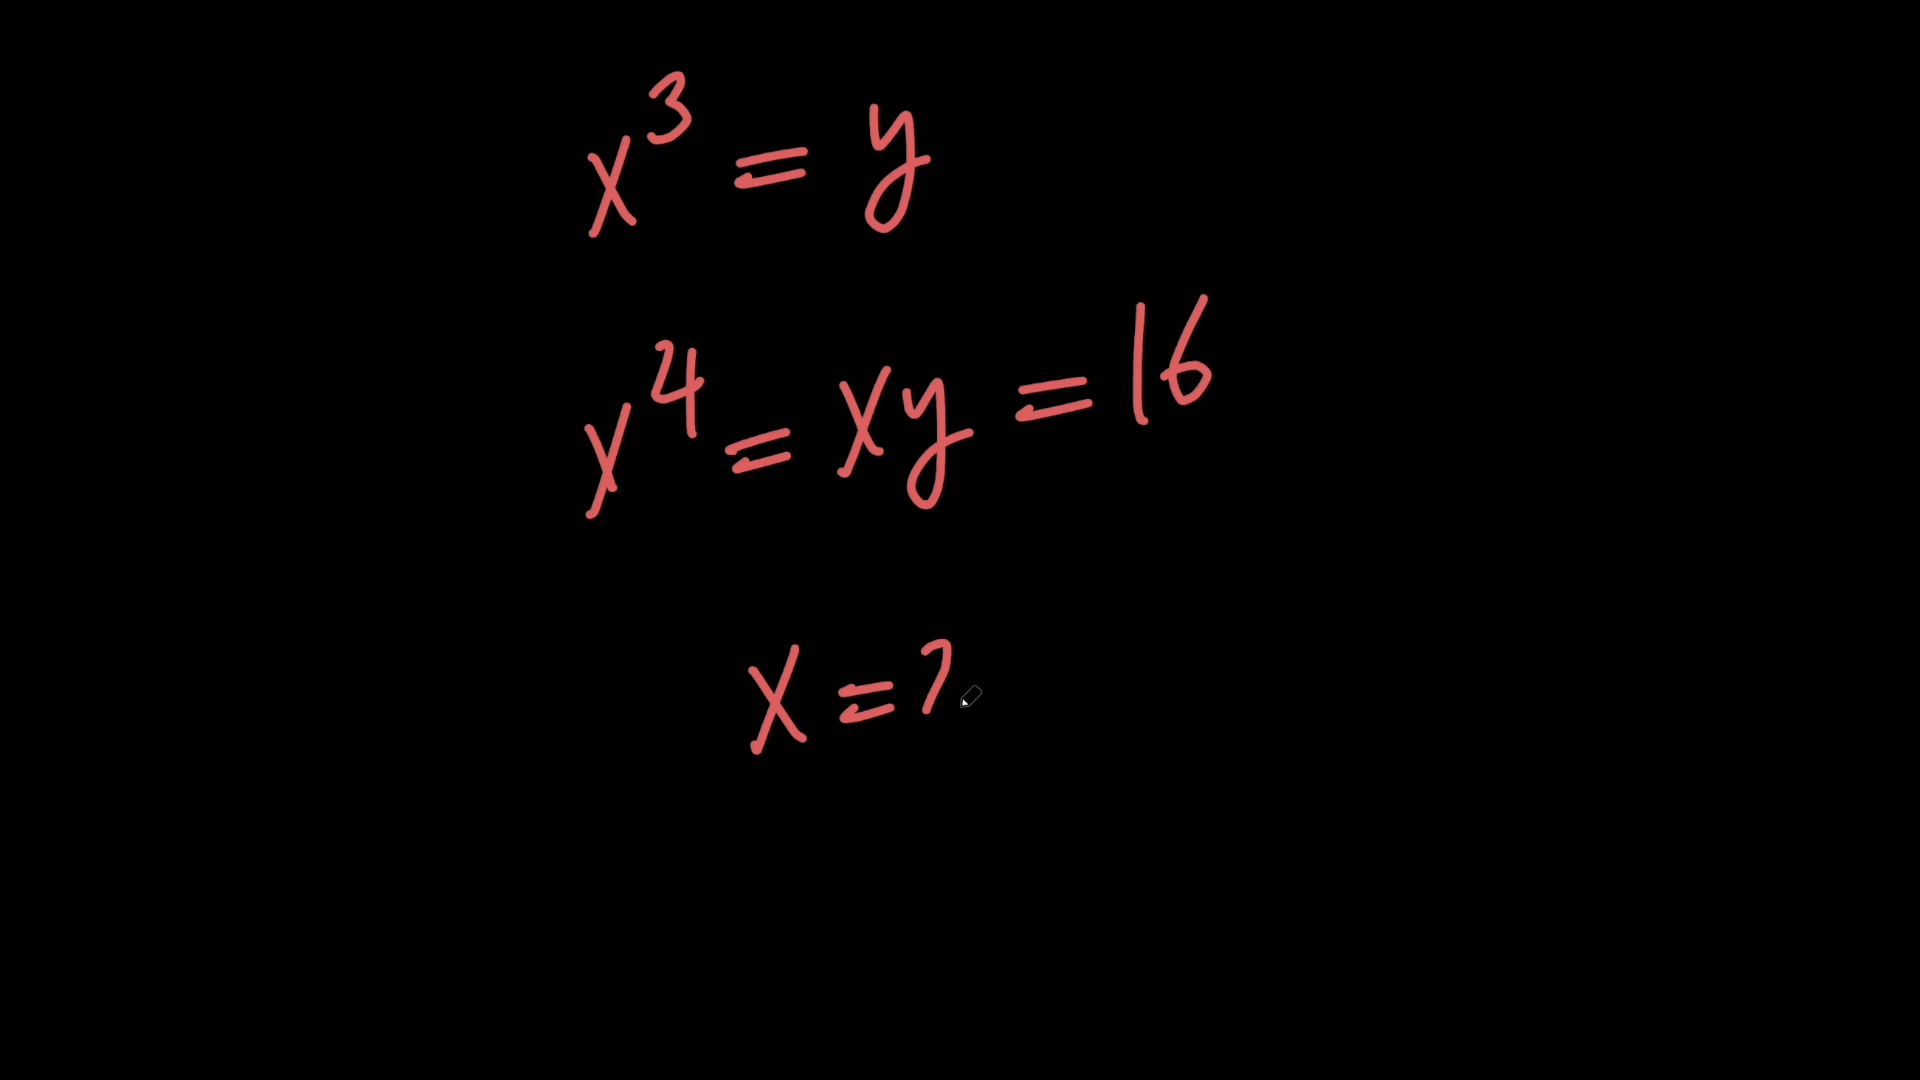 x³ = y
x⁴ = xy = 16
x = ?